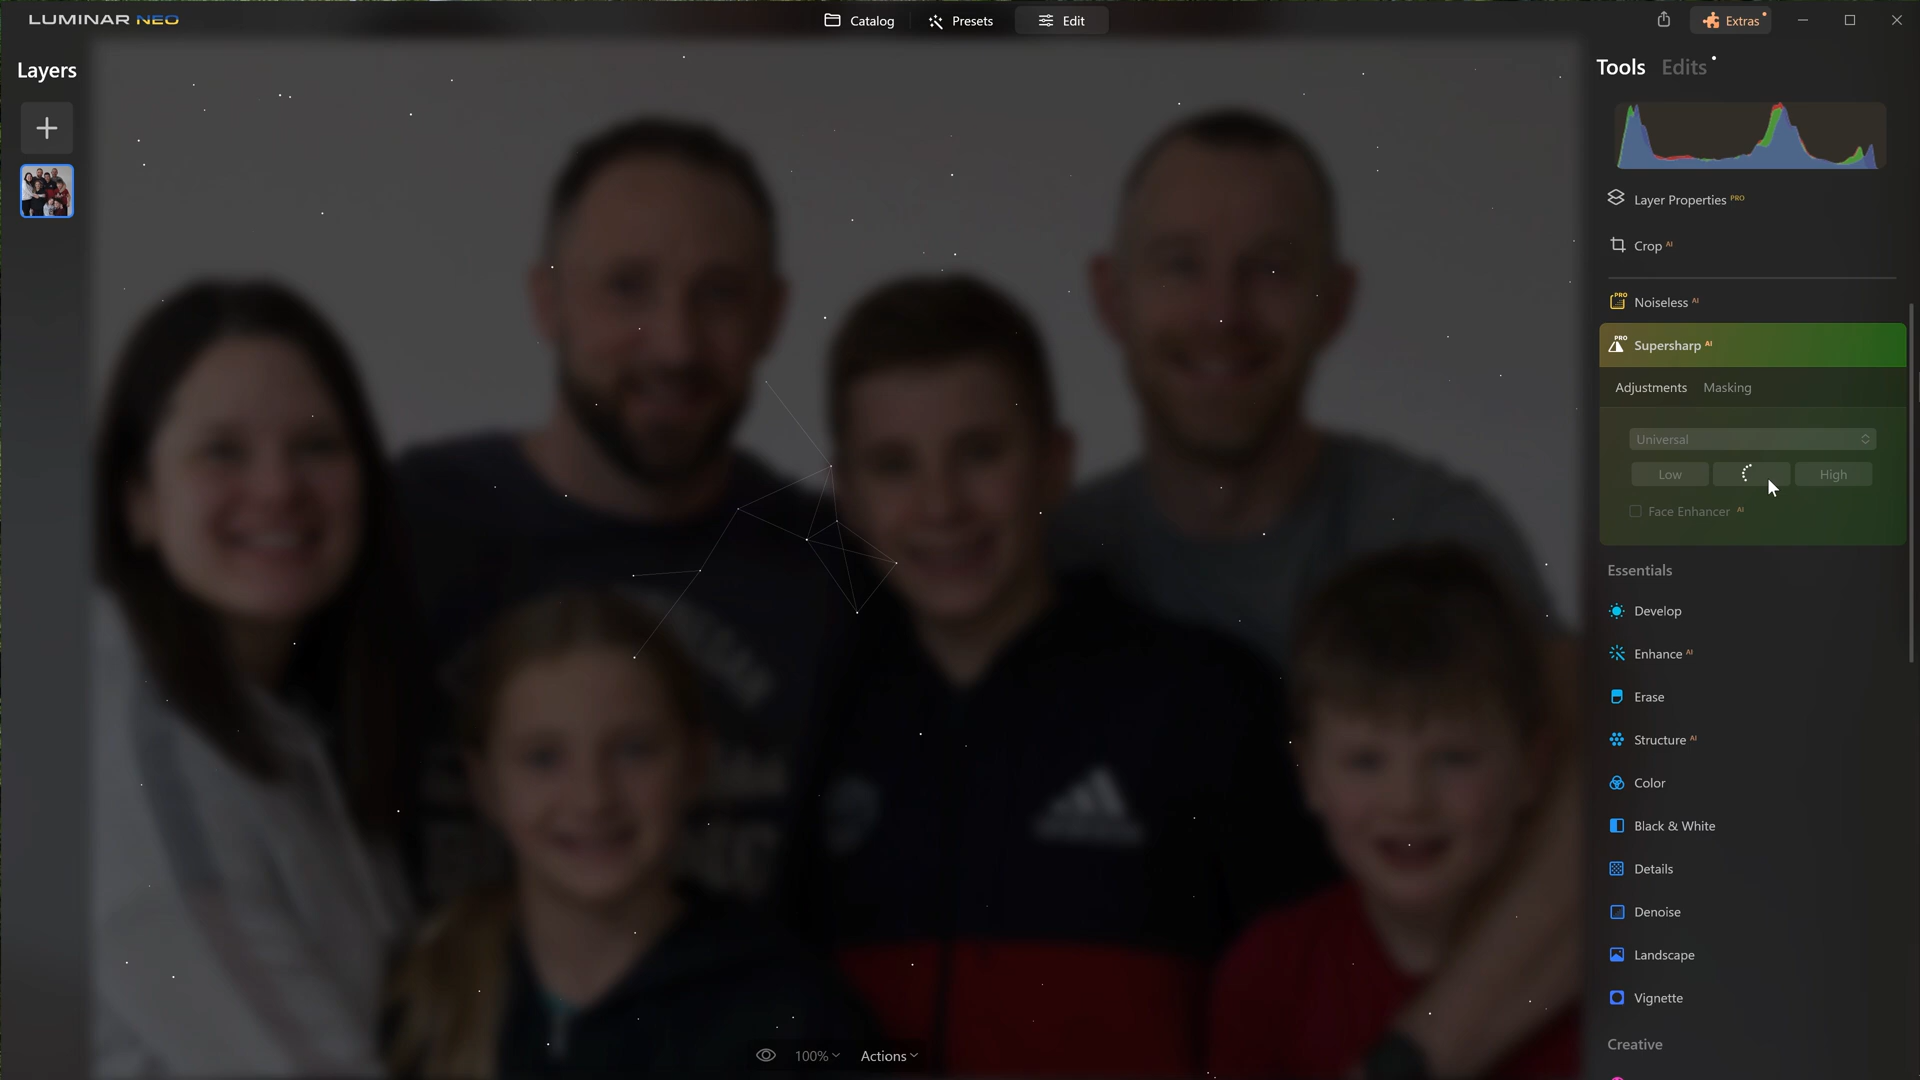 LUMINAR NEO
Catalog
Presets
Edit
Extras
Layers
Tools
Edits
Layer Properties PRO
Crop AI
PRO
Noiseless AI
PRO
Supersharp AI
Adjustments
Masking
Universal
Low
High
Face Enhancer AI
Essentials
Develop
Enhance AI
Erase
Structure AI
Color
Black & White
Details
Denoise
Landscape
Vignette
Creative
100%
Actions